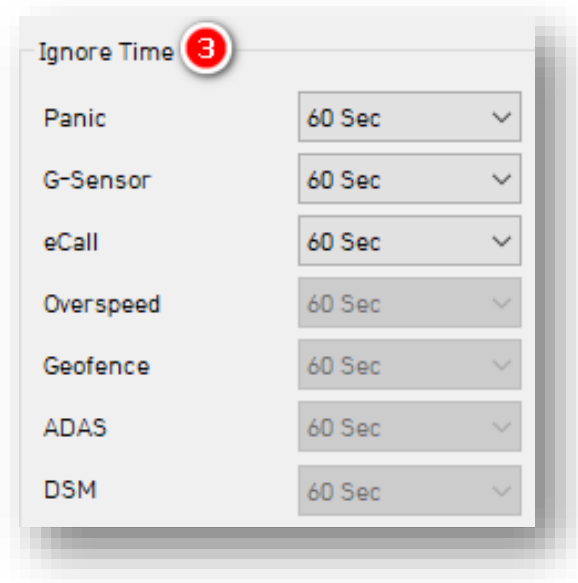 Ignore Time 3
Panic 60 Sec
G-Sensor 60 Sec
eCall 60 Sec
Overspeed 60 Sec
Geofence 60 Sec
ADAS 60 Sec
DSM 60 Sec